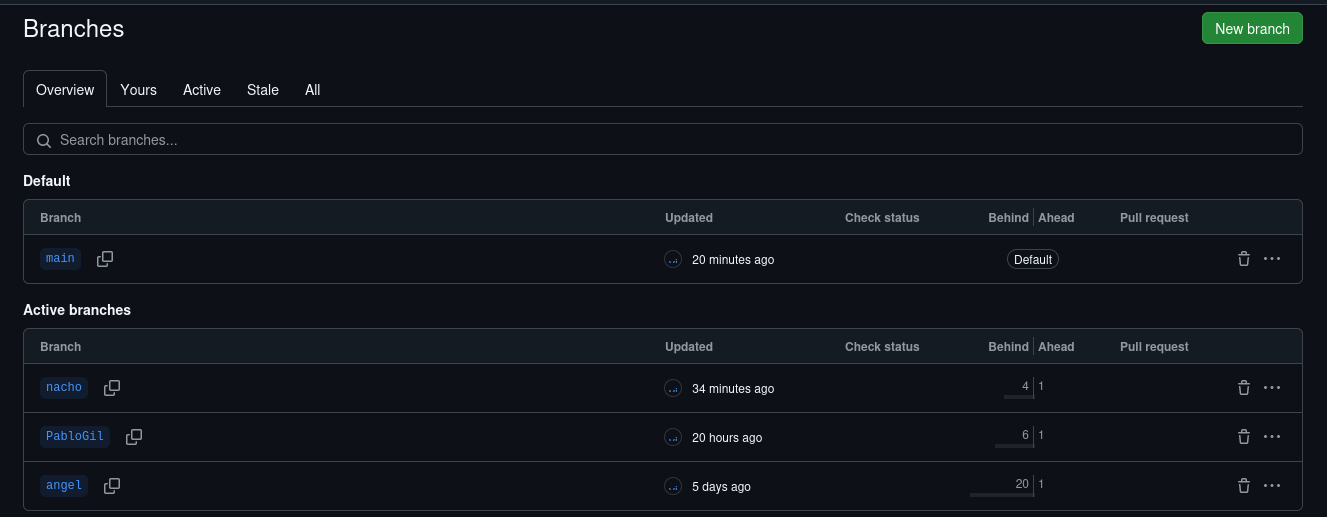 Branches
New branch
Overview Yours Active Stale All
Search branches...
Default
Branch Updated Check status Behind Ahead Pull request
main 20 minutes ago Default
Active branches
Branch Updated Check status Behind Ahead Pull request
nacho 34 minutes ago 4 1
PabloGil 20 hours ago 6 1
angel 5 days ago 20 1